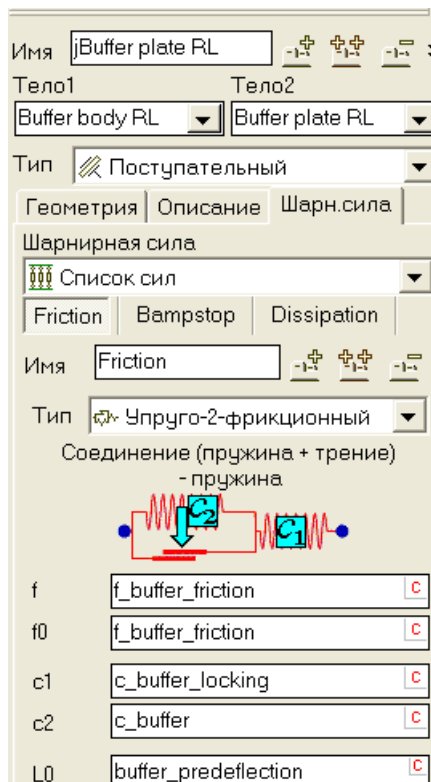 Имя jBuffer plate RL
Тело1 Тело2
Buffer body RL Buffer plate RL
Тип Поступательный
Геометрия Описание Шарн.сила
Шарнирная сила
Список сил
Friction Bampstop Dissipation
Имя Friction
Тип Упруго-2-фрикционный
Соединение (пружина + трение)
- пружина
C2 C1
f f_buffer_friction C
f0 f_buffer_friction C
c1 c_buffer_locking C
c2 c_buffer C
L0 buffer_predeflection C